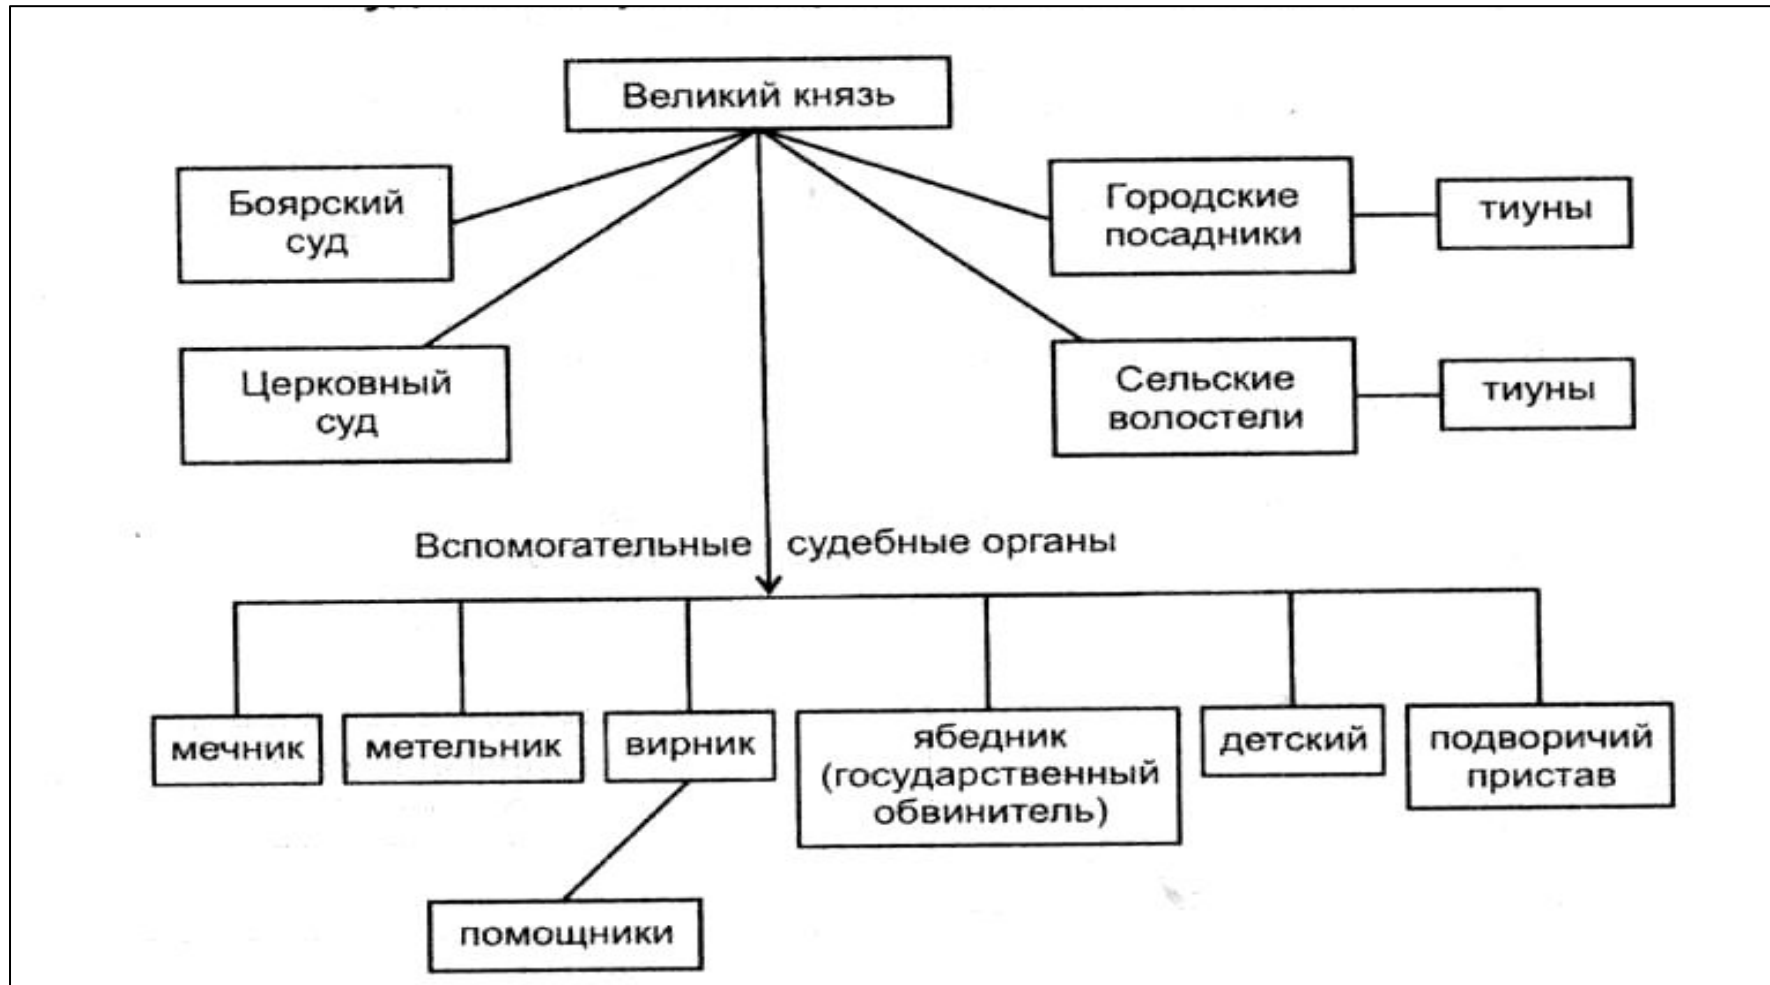 Великий князь
Боярский
суд
Городские
посадники
тиуны
Церковный
суд
Сельские
волостели
тиуны
Вспомогательные судебные органы
мечник
метельник
вирник
ябедник
(государственный
обвинитель)
детский
подворичий
пристав
помощники